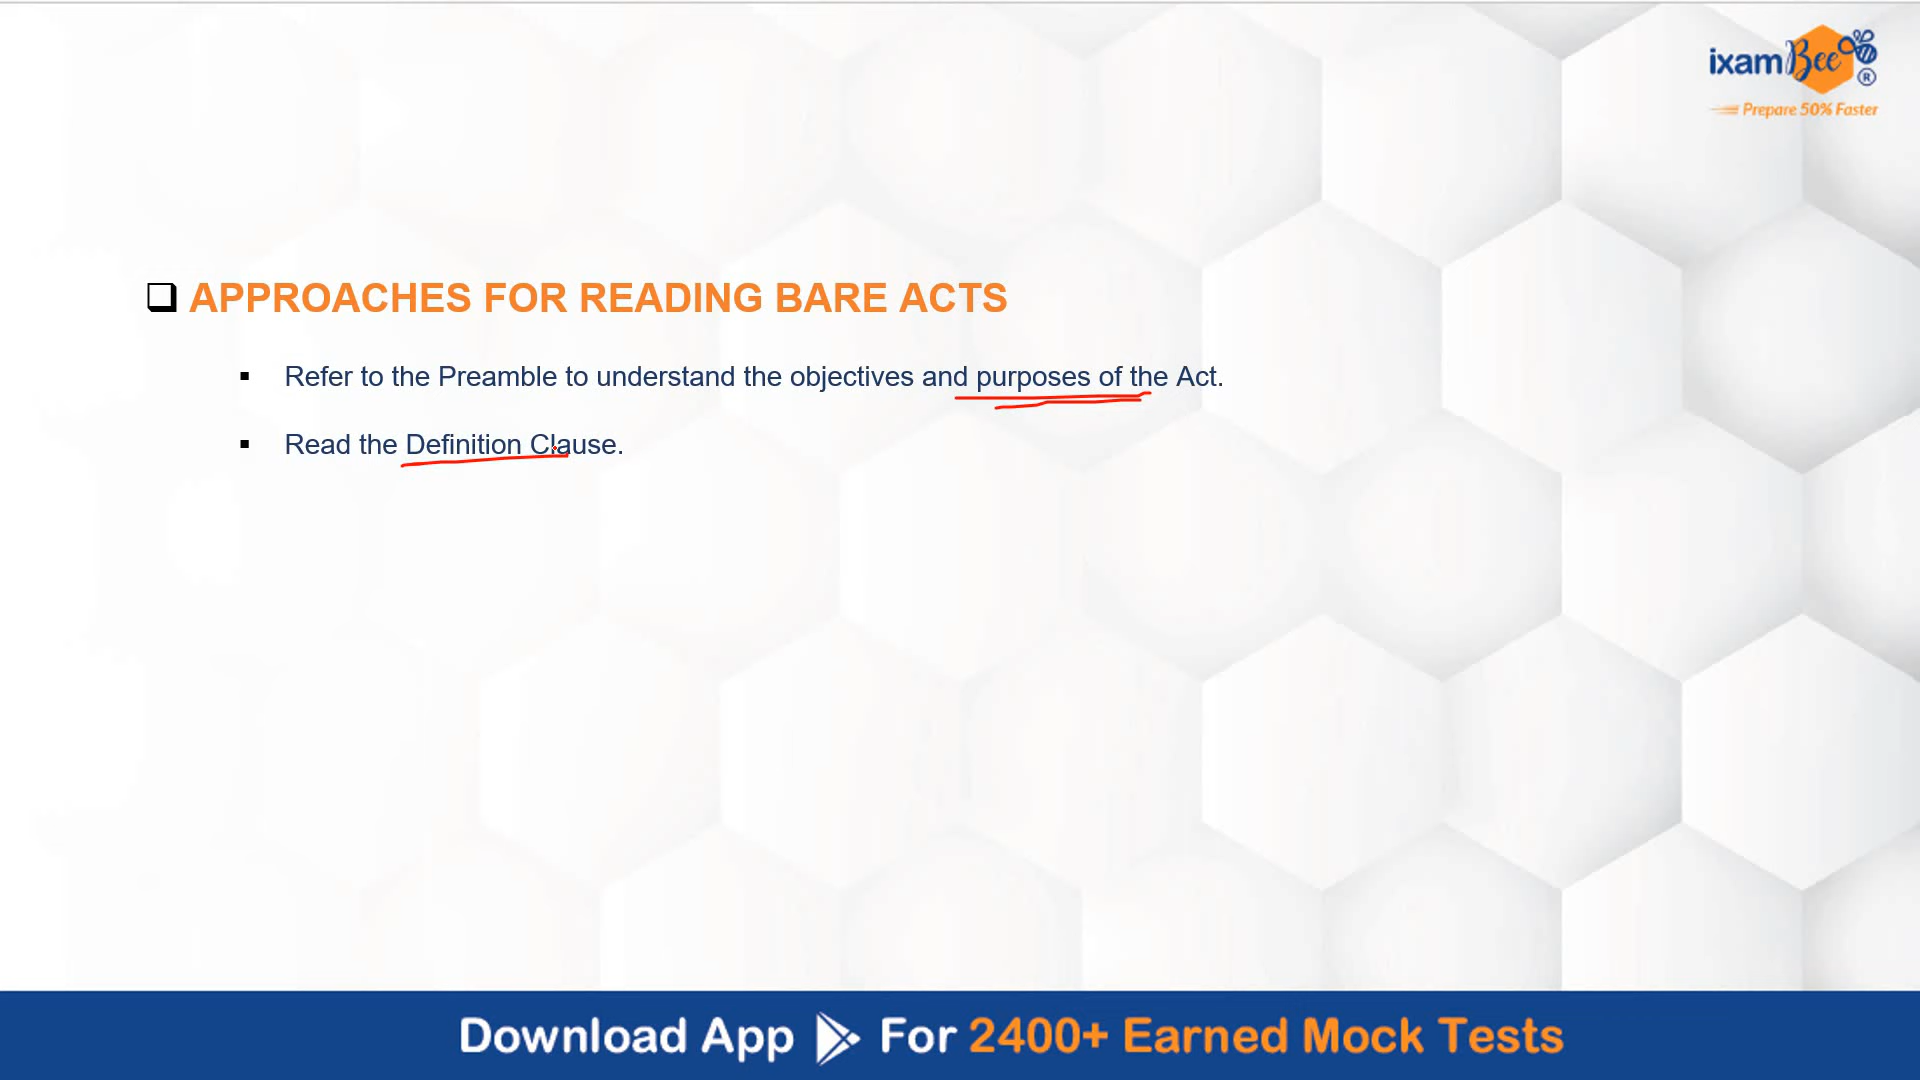 ixamBee®
Prepare 50% Faster
APPROACHES FOR READING BARE ACTS
Refer to the Preamble to understand the objectives and purposes of the Act.
Read the Definition Clause.
Download App For 2400+ Earned Mock Tests